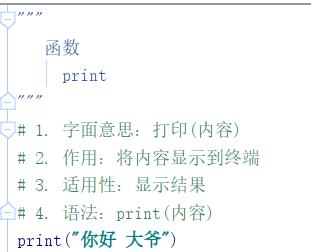 """
函数
print
"""
# 1. 字面意思：打印(内容)
# 2. 作用：将内容显示到终端
# 3. 适用性：显示结果
# 4. 语法：print(内容)
print("你好 大爷")